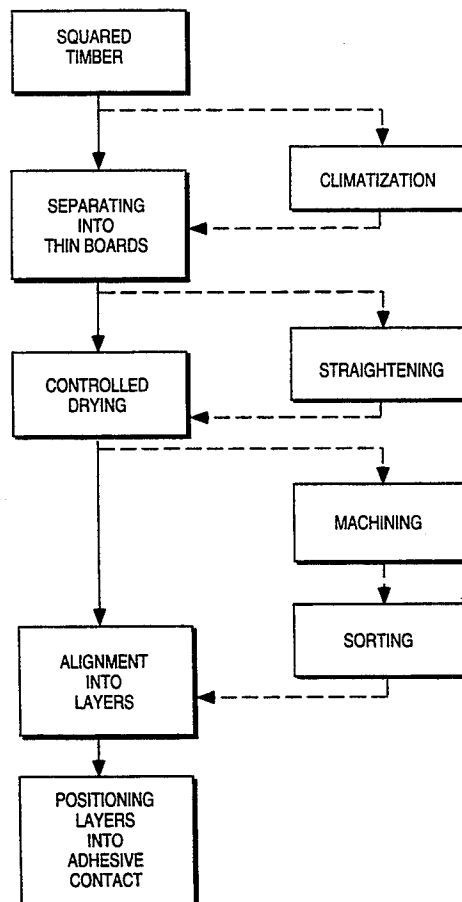 SQUARED
TIMBER
CLIMATIZATION
SEPARATING
INTO
THIN BOARDS
STRAIGHTENING
CONTROLLED
DRYING
MACHINING
SORTING
ALIGNMENT
INTO
LAYERS
POSITIONING
LAYERS
INTO
ADHESIVE
CONTACT